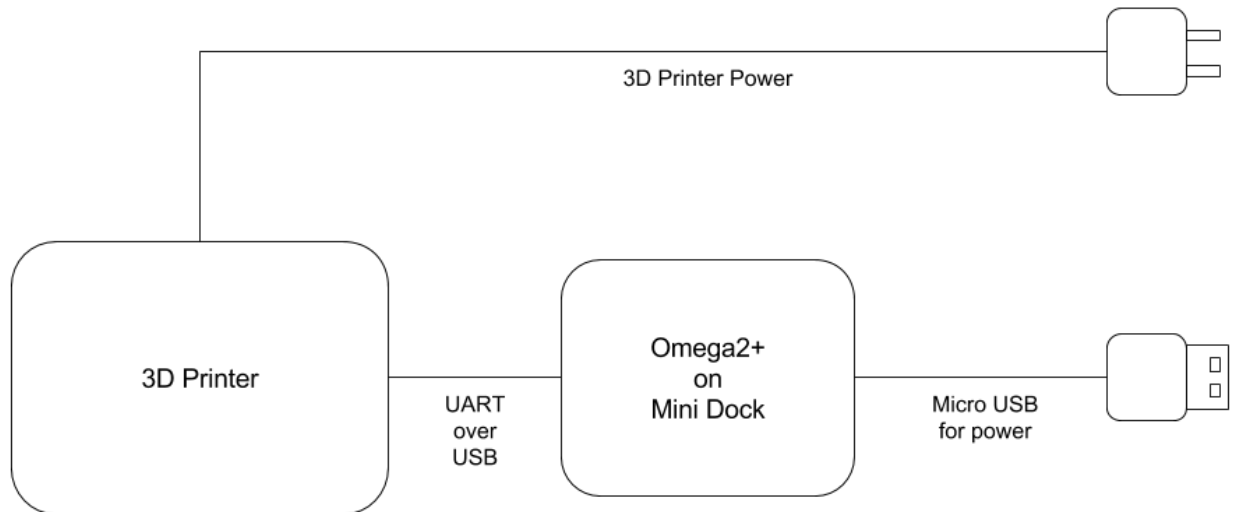 3D Printer Power
3D Printer
UART
over
USB
Omega2+
on
Mini Dock
Micro USB
for power